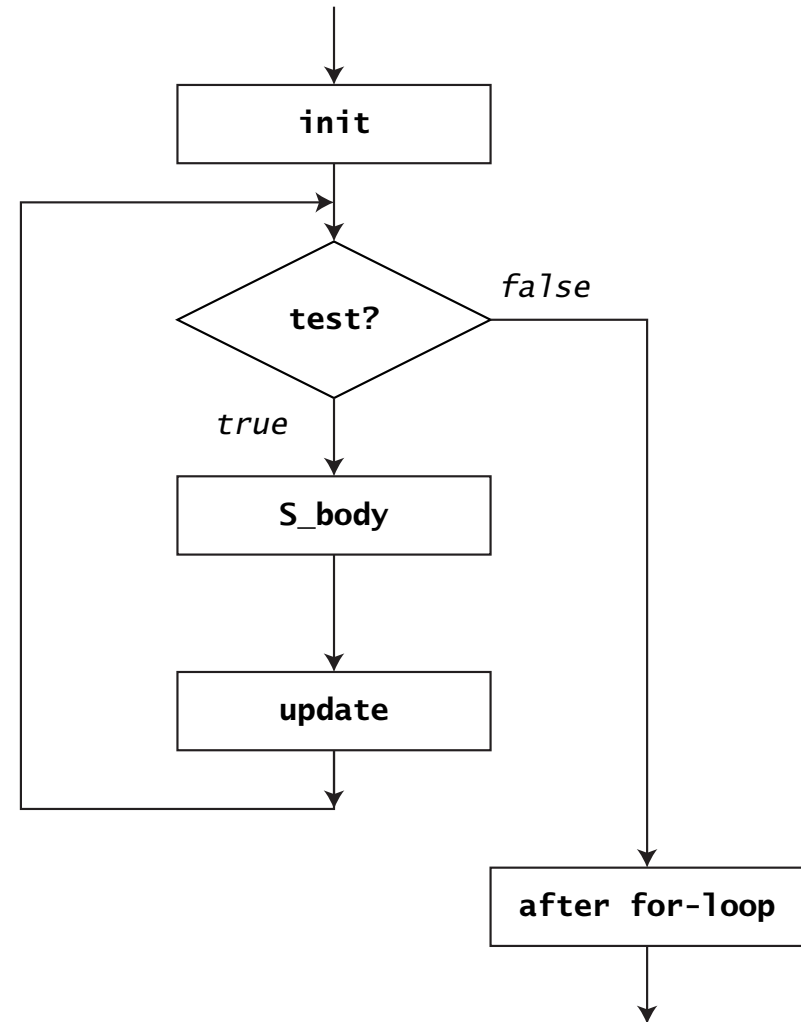 init
false
test?
true
S_body
update
after for-loop